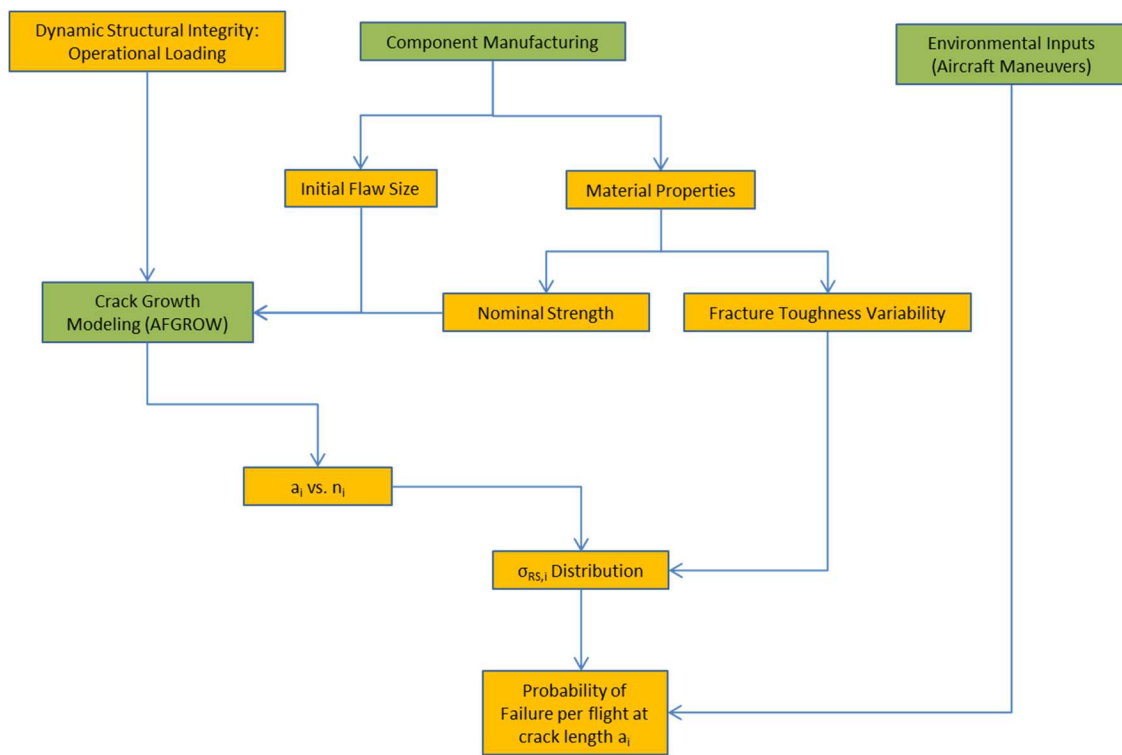 Dynamic Structural Integrity:
Operational Loading
Component Manufacturing
Environmental Inputs
(Aircraft Maneuvers)
Initial Flaw Size
Material Properties
Crack Growth
Modeling (AFGROW)
Nominal Strength
Fracture Toughness Variability
aᵢ vs. nᵢ
σRS,i Distribution
Probability of
Failure per flight at
crack length aᵢ